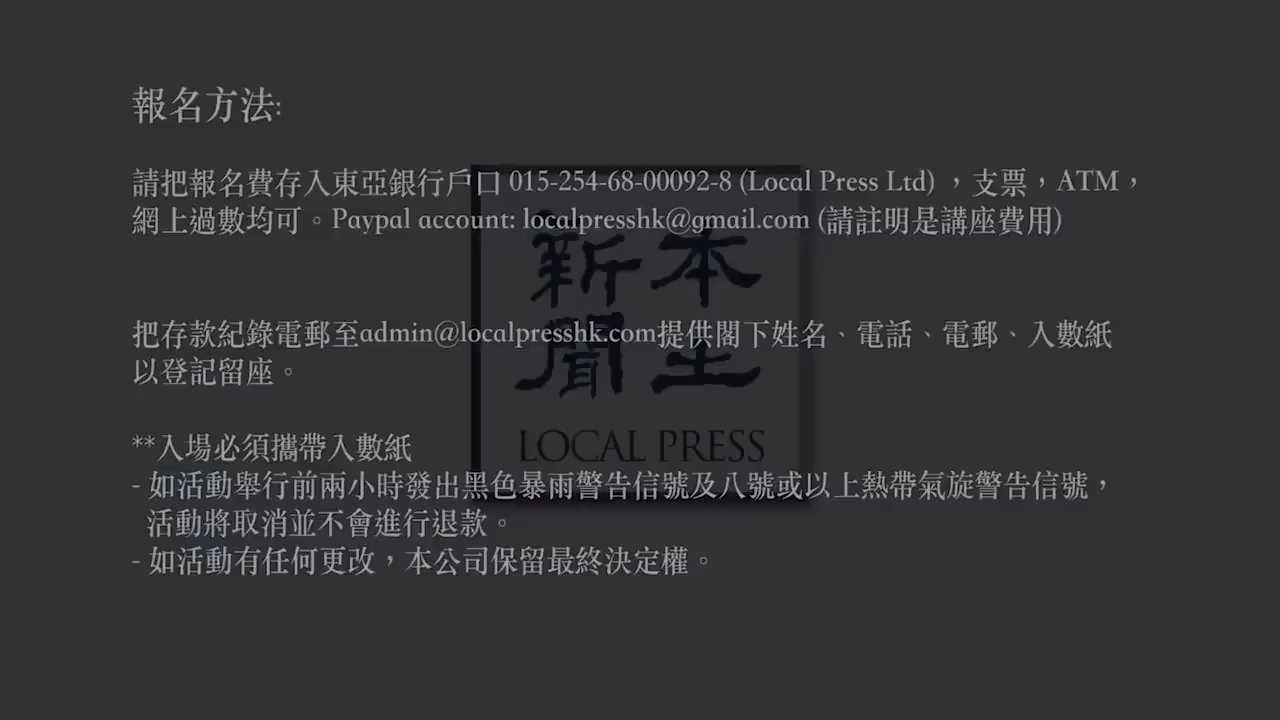 報名方法:
請把報名費存入東亞銀行戶口 015-254-68-00092-8 (Local Press Ltd) ，支票，ATM，
網上過數均可。Paypal account: localpresshk@gmail.com (請註明是講座費用)
把存款紀錄電郵至admin@localpresshk.com提供閣下姓名、電話、電郵、入數紙
以登記留座。
**入場必須攜帶入數紙
- 如活動舉行前兩小時發出黑色暴雨警告信號及八號或以上熱帶氣旋警告信號，
活動將取消並不會進行退款。
- 如活動有任何更改，本公司保留最終決定權。
本土
新聞
LOCAL PRESS